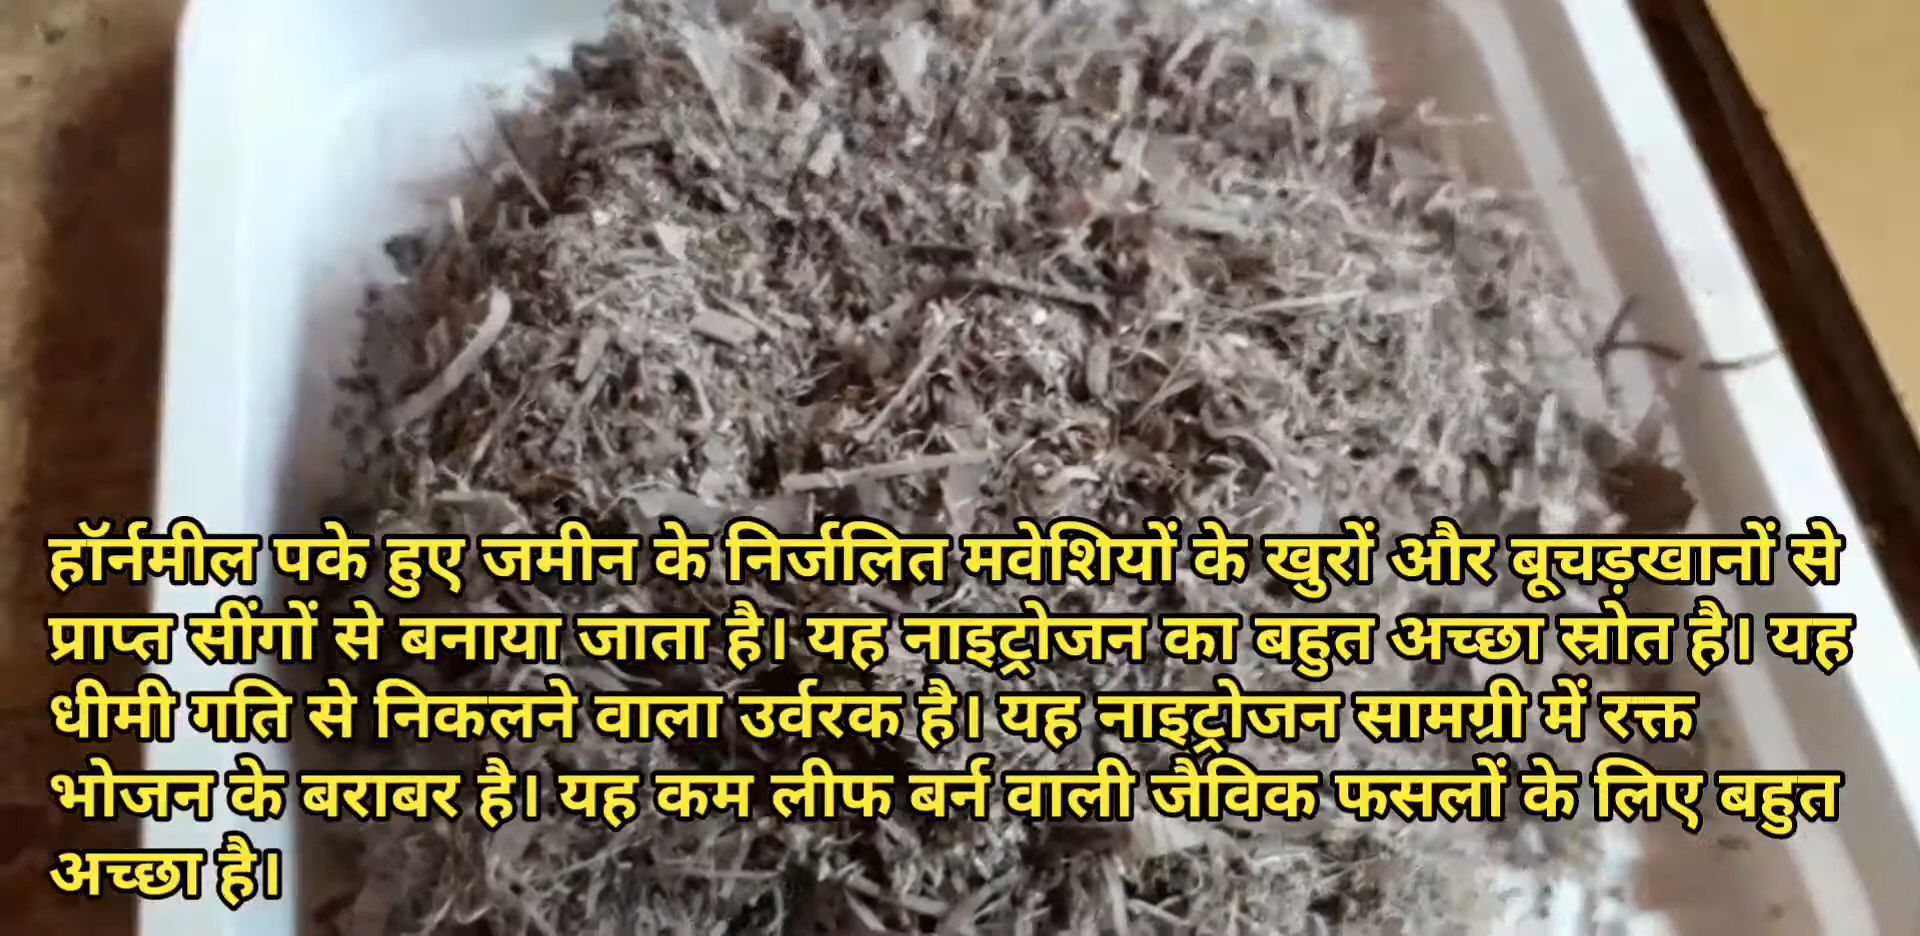 हॉर्नमील पके हुए जमीन के निर्जलित मवेशियों के खुरों और बूचड़खानों से
प्राप्त सींगों से बनाया जाता है। यह नाइट्रोजन का बहुत अच्छा स्रोत है। यह
धीमी गति से निकलने वाला उर्वरक है। यह नाइट्रोजन सामग्री में रक्त
भोजन के बराबर है। यह कम लीफ बर्न वाली जैविक फसलों के लिए बहुत
अच्छा है।